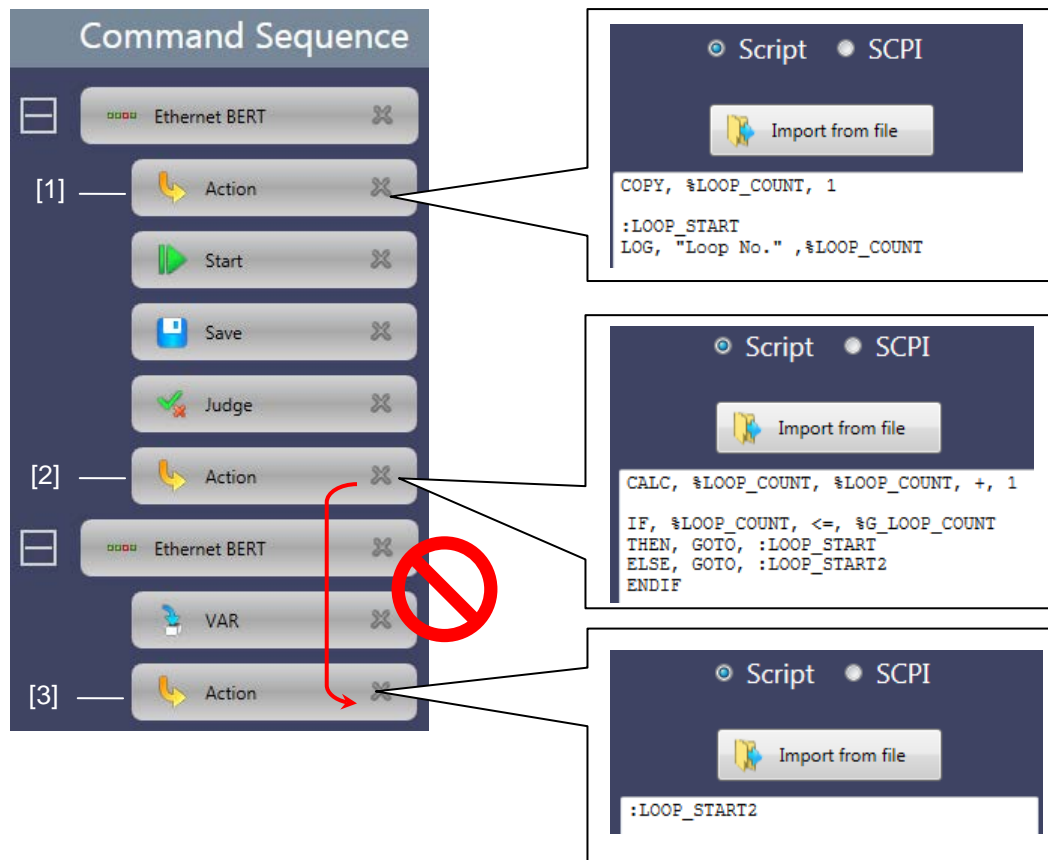 Command Sequence
Ethernet BERT
[1]
Action
Start
Save
Judge
[2]
Action
Ethernet BERT
VAR
[3]
Action
Script SCPI
Import from file
COPY, %LOOP_COUNT, 1
:LOOP_START
LOG, "Loop No." ,%LOOP_COUNT
Script SCPI
Import from file
CALC, %LOOP_COUNT, %LOOP_COUNT, +, 1
IF, %LOOP_COUNT, <=, %G_LOOP_COUNT
THEN, GOTO, :LOOP_START
ELSE, GOTO, :LOOP_START2
ENDIF
Script SCPI
Import from file
:LOOP_START2